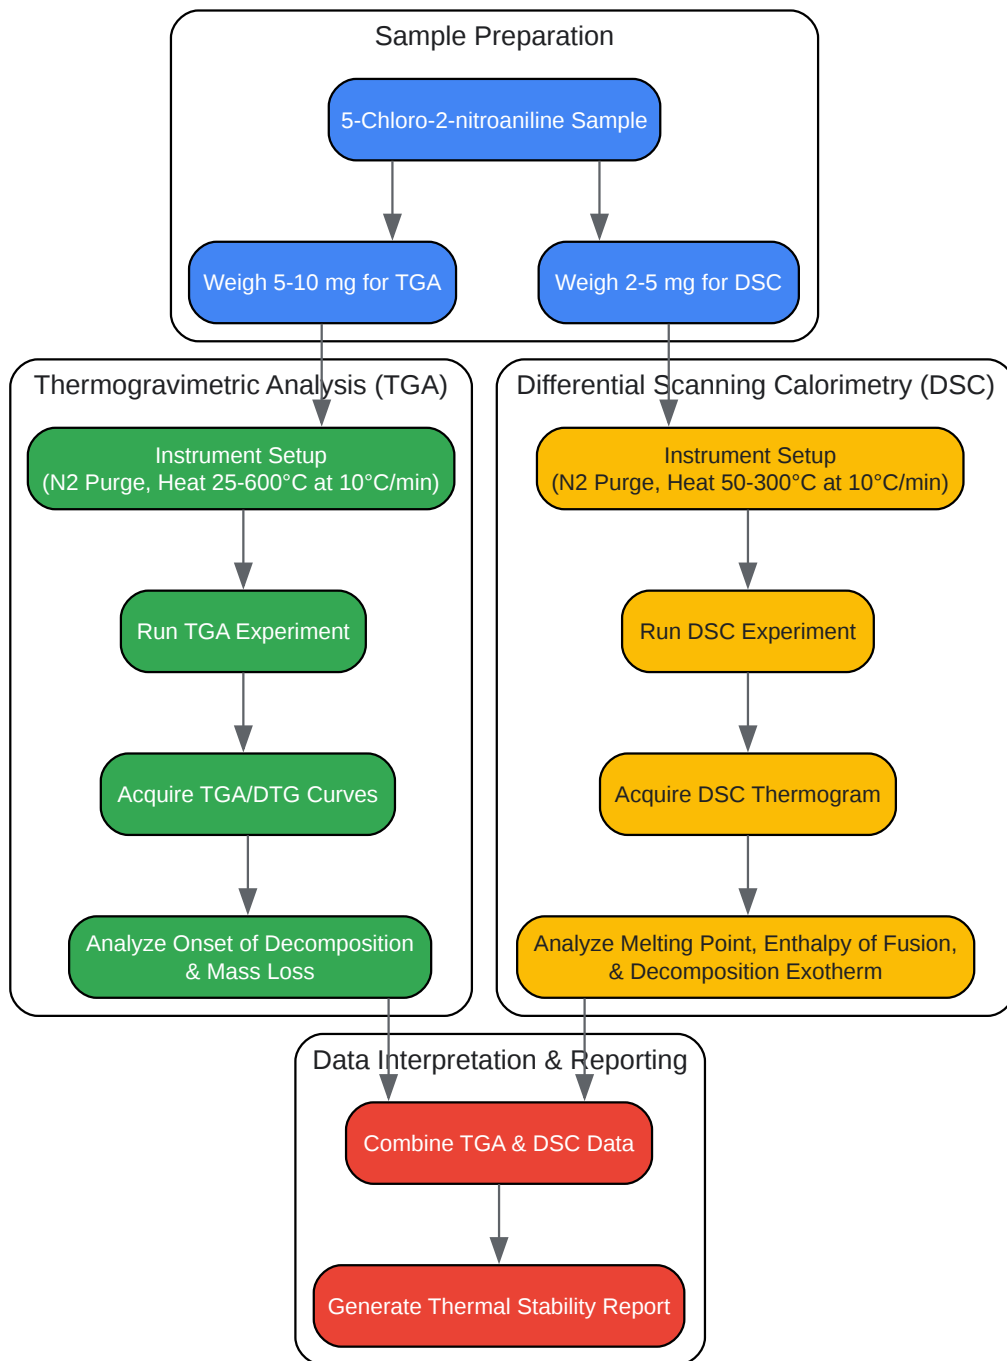 Sample Preparation
5-Chloro-2-nitroaniline Sample
Weigh 5-10 mg for TGA
Weigh 2-5 mg for DSC
Thermogravimetric Analysis (TGA)
Instrument Setup
(N2 Purge, Heat 25-600°C at 10°C/min)
Run TGA Experiment
Acquire TGA/DTG Curves
Analyze Onset of Decomposition
& Mass Loss
Differential Scanning Calorimetry (DSC)
Instrument Setup
(N2 Purge, Heat 50-300°C at 10°C/min)
Run DSC Experiment
Acquire DSC Thermogram
Analyze Melting Point, Enthalpy of Fusion,
& Decomposition Exotherm
Data Interpretation & Reporting
Combine TGA & DSC Data
Generate Thermal Stability Report